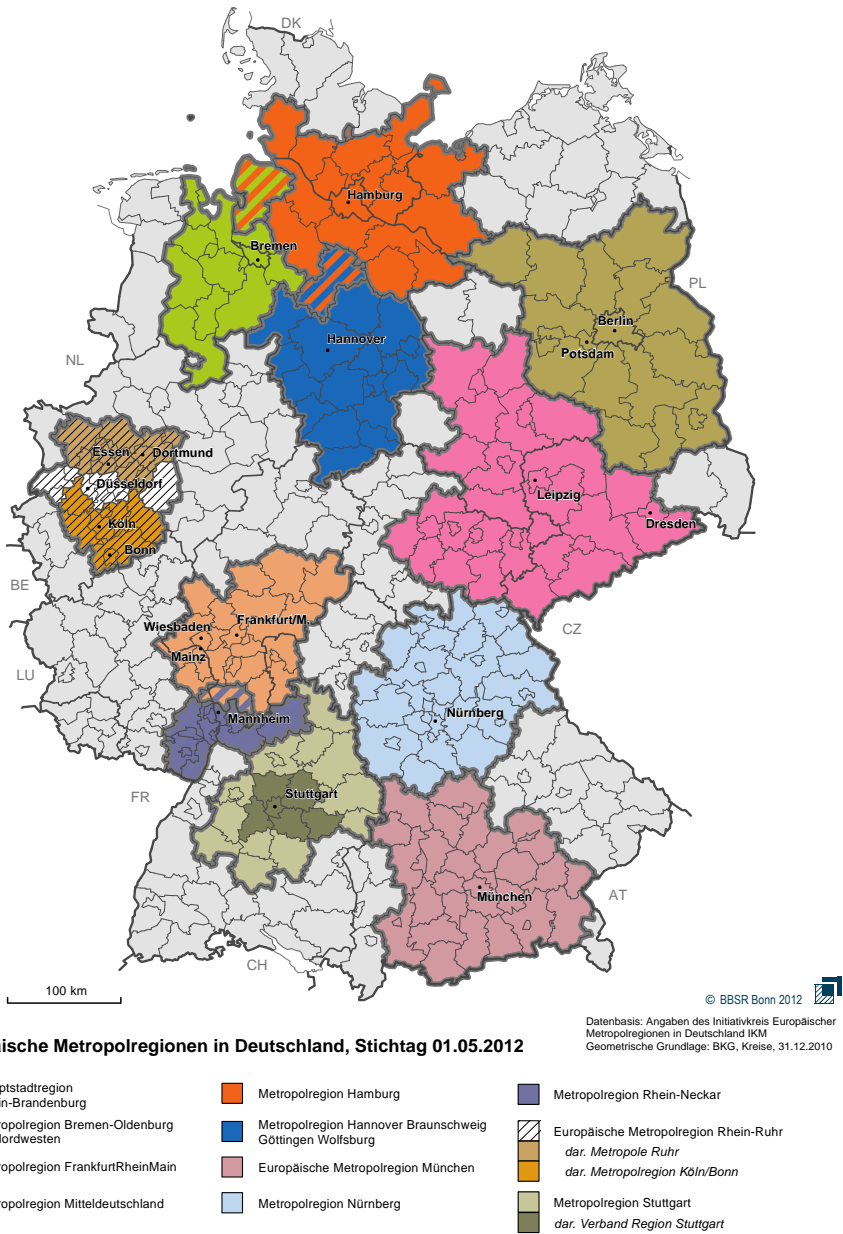 DK
Hamburg
Bremen
PL
Berlin
Hannover
Potsdam
NL
Essen
Dortmund
Düsseldorf
Leipzig
Köln
Dresden
Bonn
BE
Wiesbaden
Frankfurt/M.
CZ
Mainz
LU
Nürnberg
Mannheim
FR
Stuttgart
München
AT
CH
100 km
© BBSR Bonn 2012
Datenbasis: Angaben des Initiativkreis Europäischer
Metropolregionen in Deutschland IKM
Geometrische Grundlage: BKG, Kreise, 31.12.2010
äische Metropolregionen in Deutschland, Stichtag 01.05.2012
ptstadtregion
in-Brandenburg
ropolregion Bremen-Oldenburg
Nordwesten
ropolregion FrankfurtRheinMain
ropolregion Mitteldeutschland
Metropolregion Hamburg
Metropolregion Hannover Braunschweig
Göttingen Wolfsburg
Europäische Metropolregion München
Metropolregion Nürnberg
Metropolregion Rhein-Neckar
Europäische Metropolregion Rhein-Ruhr
dar. Metropole Ruhr
dar. Metropolregion Köln/Bonn
Metropolregion Stuttgart
dar. Verband Region Stuttgart